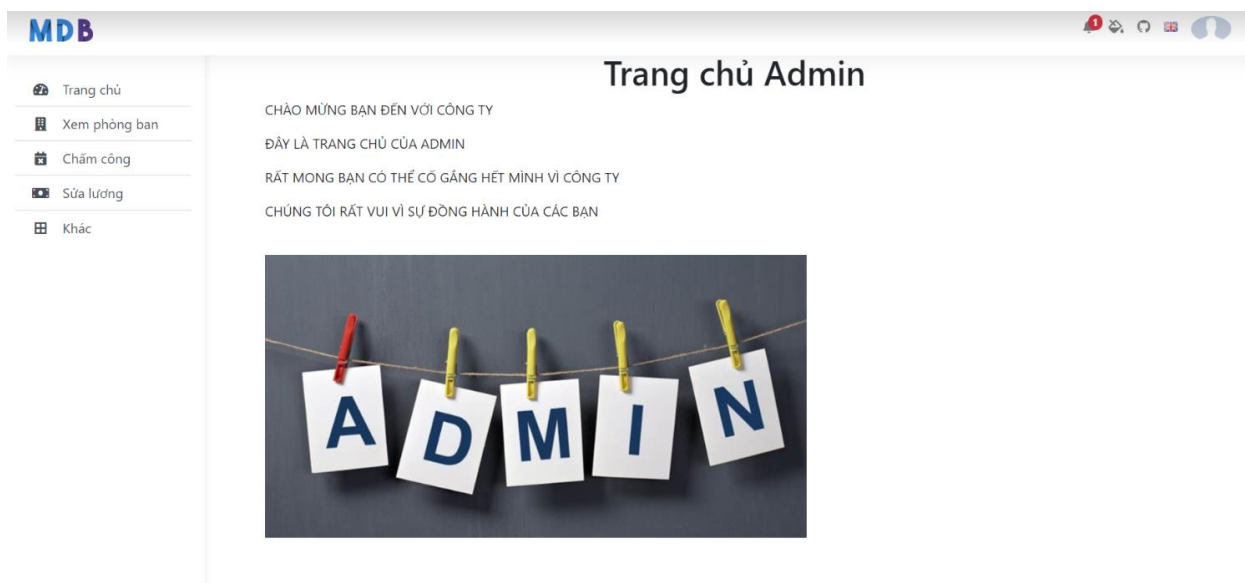 MDB
1
Trang chủ
Xem phòng ban
Chấm công
Sửa lương
Khác
Trang chủ Admin
CHÀO MỪNG BẠN ĐẾN VỚI CÔNG TY
ĐÂY LÀ TRANG CHỦ CỦA ADMIN
RẤT MONG BẠN CÓ THỂ CỐ GẮNG HẾT MÌNH VÌ CÔNG TY
CHÚNG TÔI RẤT VUI VÌ SỰ ĐỒNG HÀNH CỦA CÁC BẠN
ADMIN